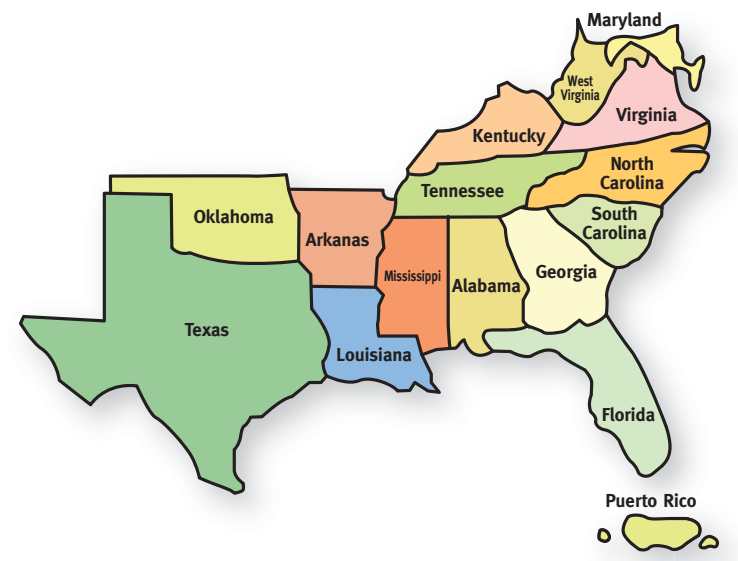 Maryland
West
Virginia
Virginia
Kentucky
North
Carolina
Tennessee
South
Carolina
Oklahoma
Arkanas
Mississippi
Alabama
Georgia
Texas
Louisiana
Florida
Puerto Rico